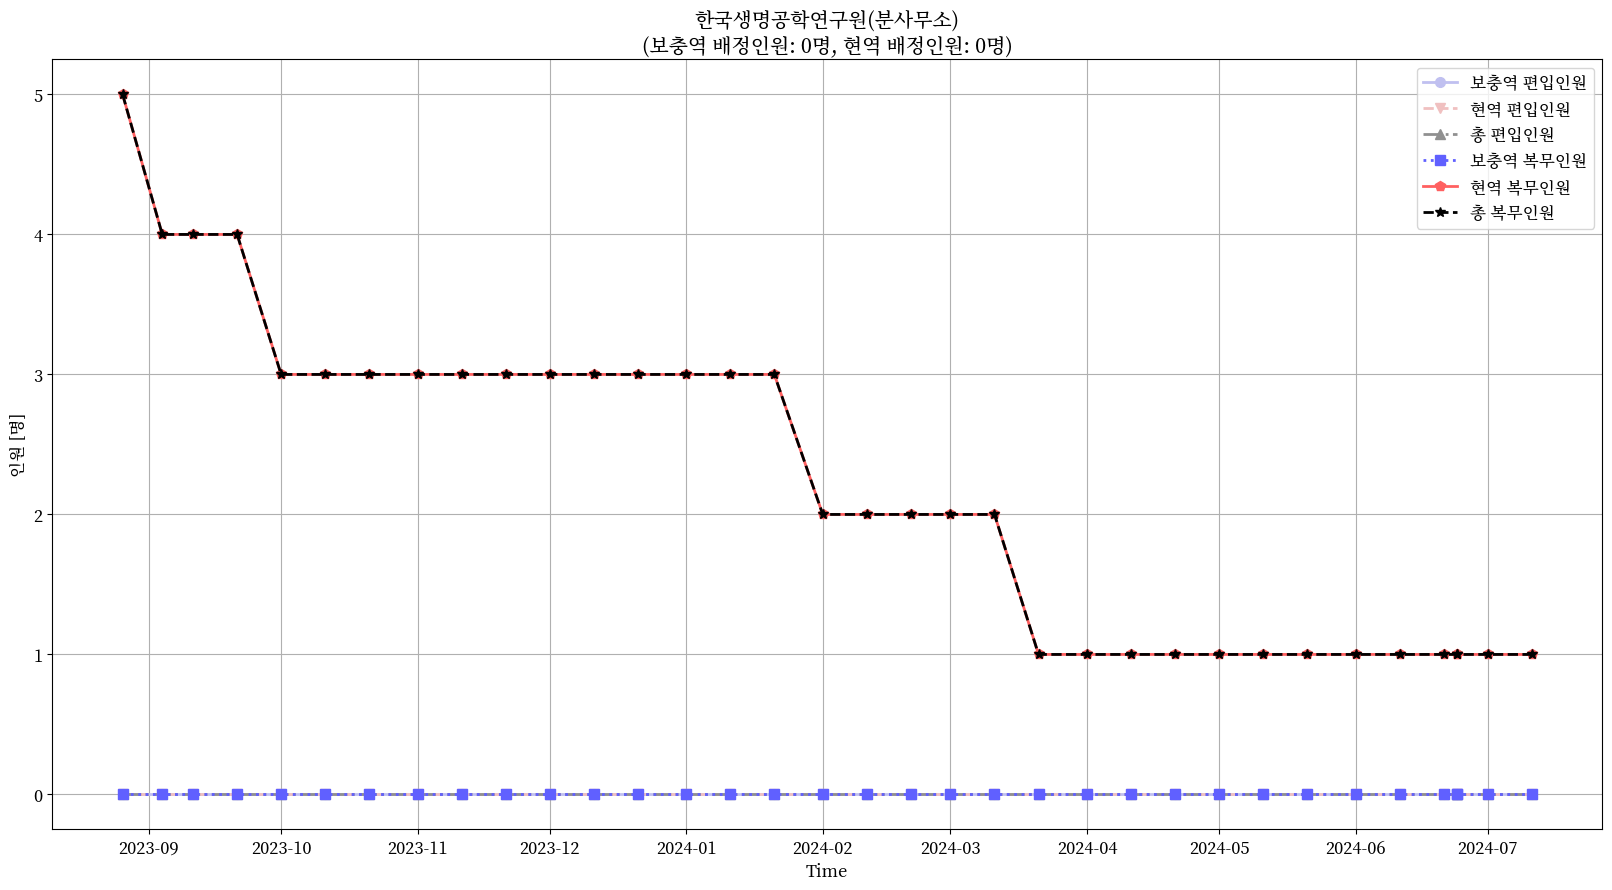 한국생명공학연구원(분사무소)
(보충역 배정인원: 0명, 현역 배정인원: 0명)
보충역 편입인원
현역 편입인원
총 편입인원
보충역 복무인원
현역 복무인원
총 복무인원
5
4
3
2
1
0
인원 [명]
2023-09 2023-10 2023-11 2023-12 2024-01 2024-02 2024-03 2024-04 2024-05 2024-06 2024-07
Time